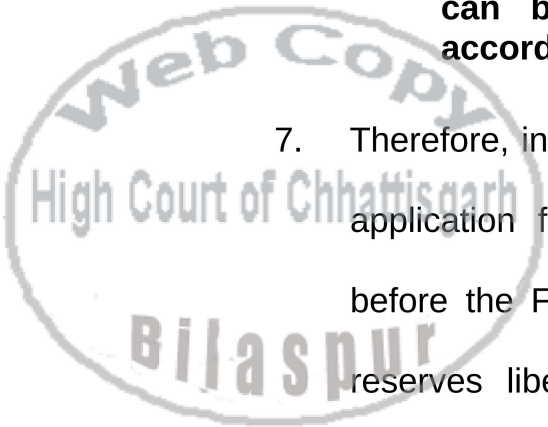 can b
accord
Web Copy
7. Therefore, in
High Court of Chhattisgarh
application f
before the F
Bilaspur
reserves libe